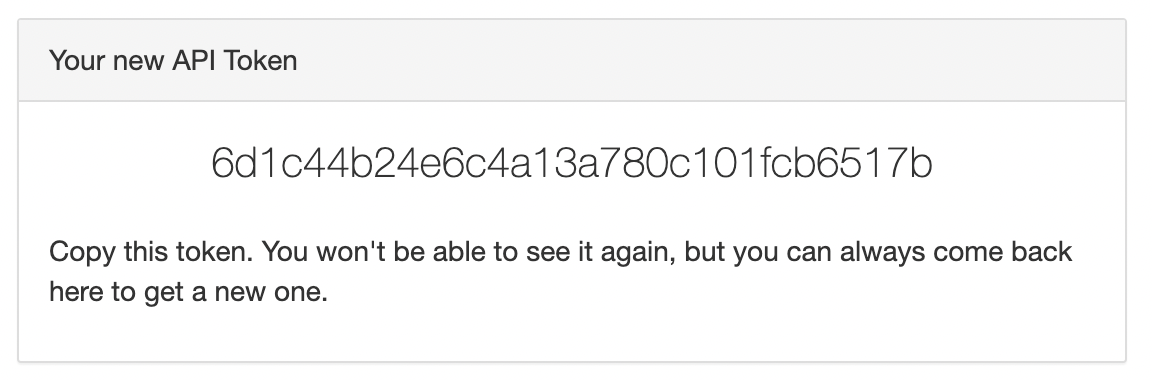 Your new API Token
6d1c44b24e6c4a13a780c101fcb6517b
Copy this token. You won't be able to see it again, but you can always come back
here to get a new one.